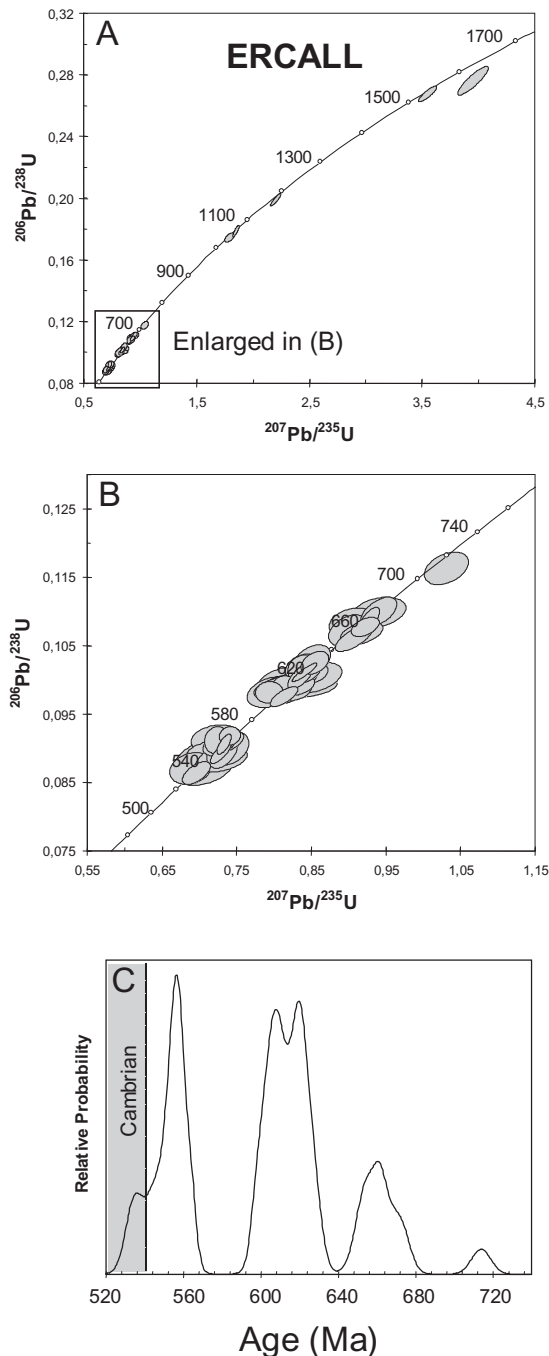 A
ERCALL
0,32
0,28
0,24
0,20
0,16
0,12
0,08
206Pb/238U
1700
1500
1300
1100
900
700
Enlarged in (B)
0,5 1,5 2,5 3,5 4,5
207Pb/235U
B
0,125
0,115
0,105
0,095
0,085
0,075
206Pb/238U
740
700
660
620
580
540
500
0,55 0,65 0,75 0,85 0,95 1,05 1,15
207Pb/235U
C
Relative Probability
Cambrian
520 560 600 640 680 720
Age (Ma)